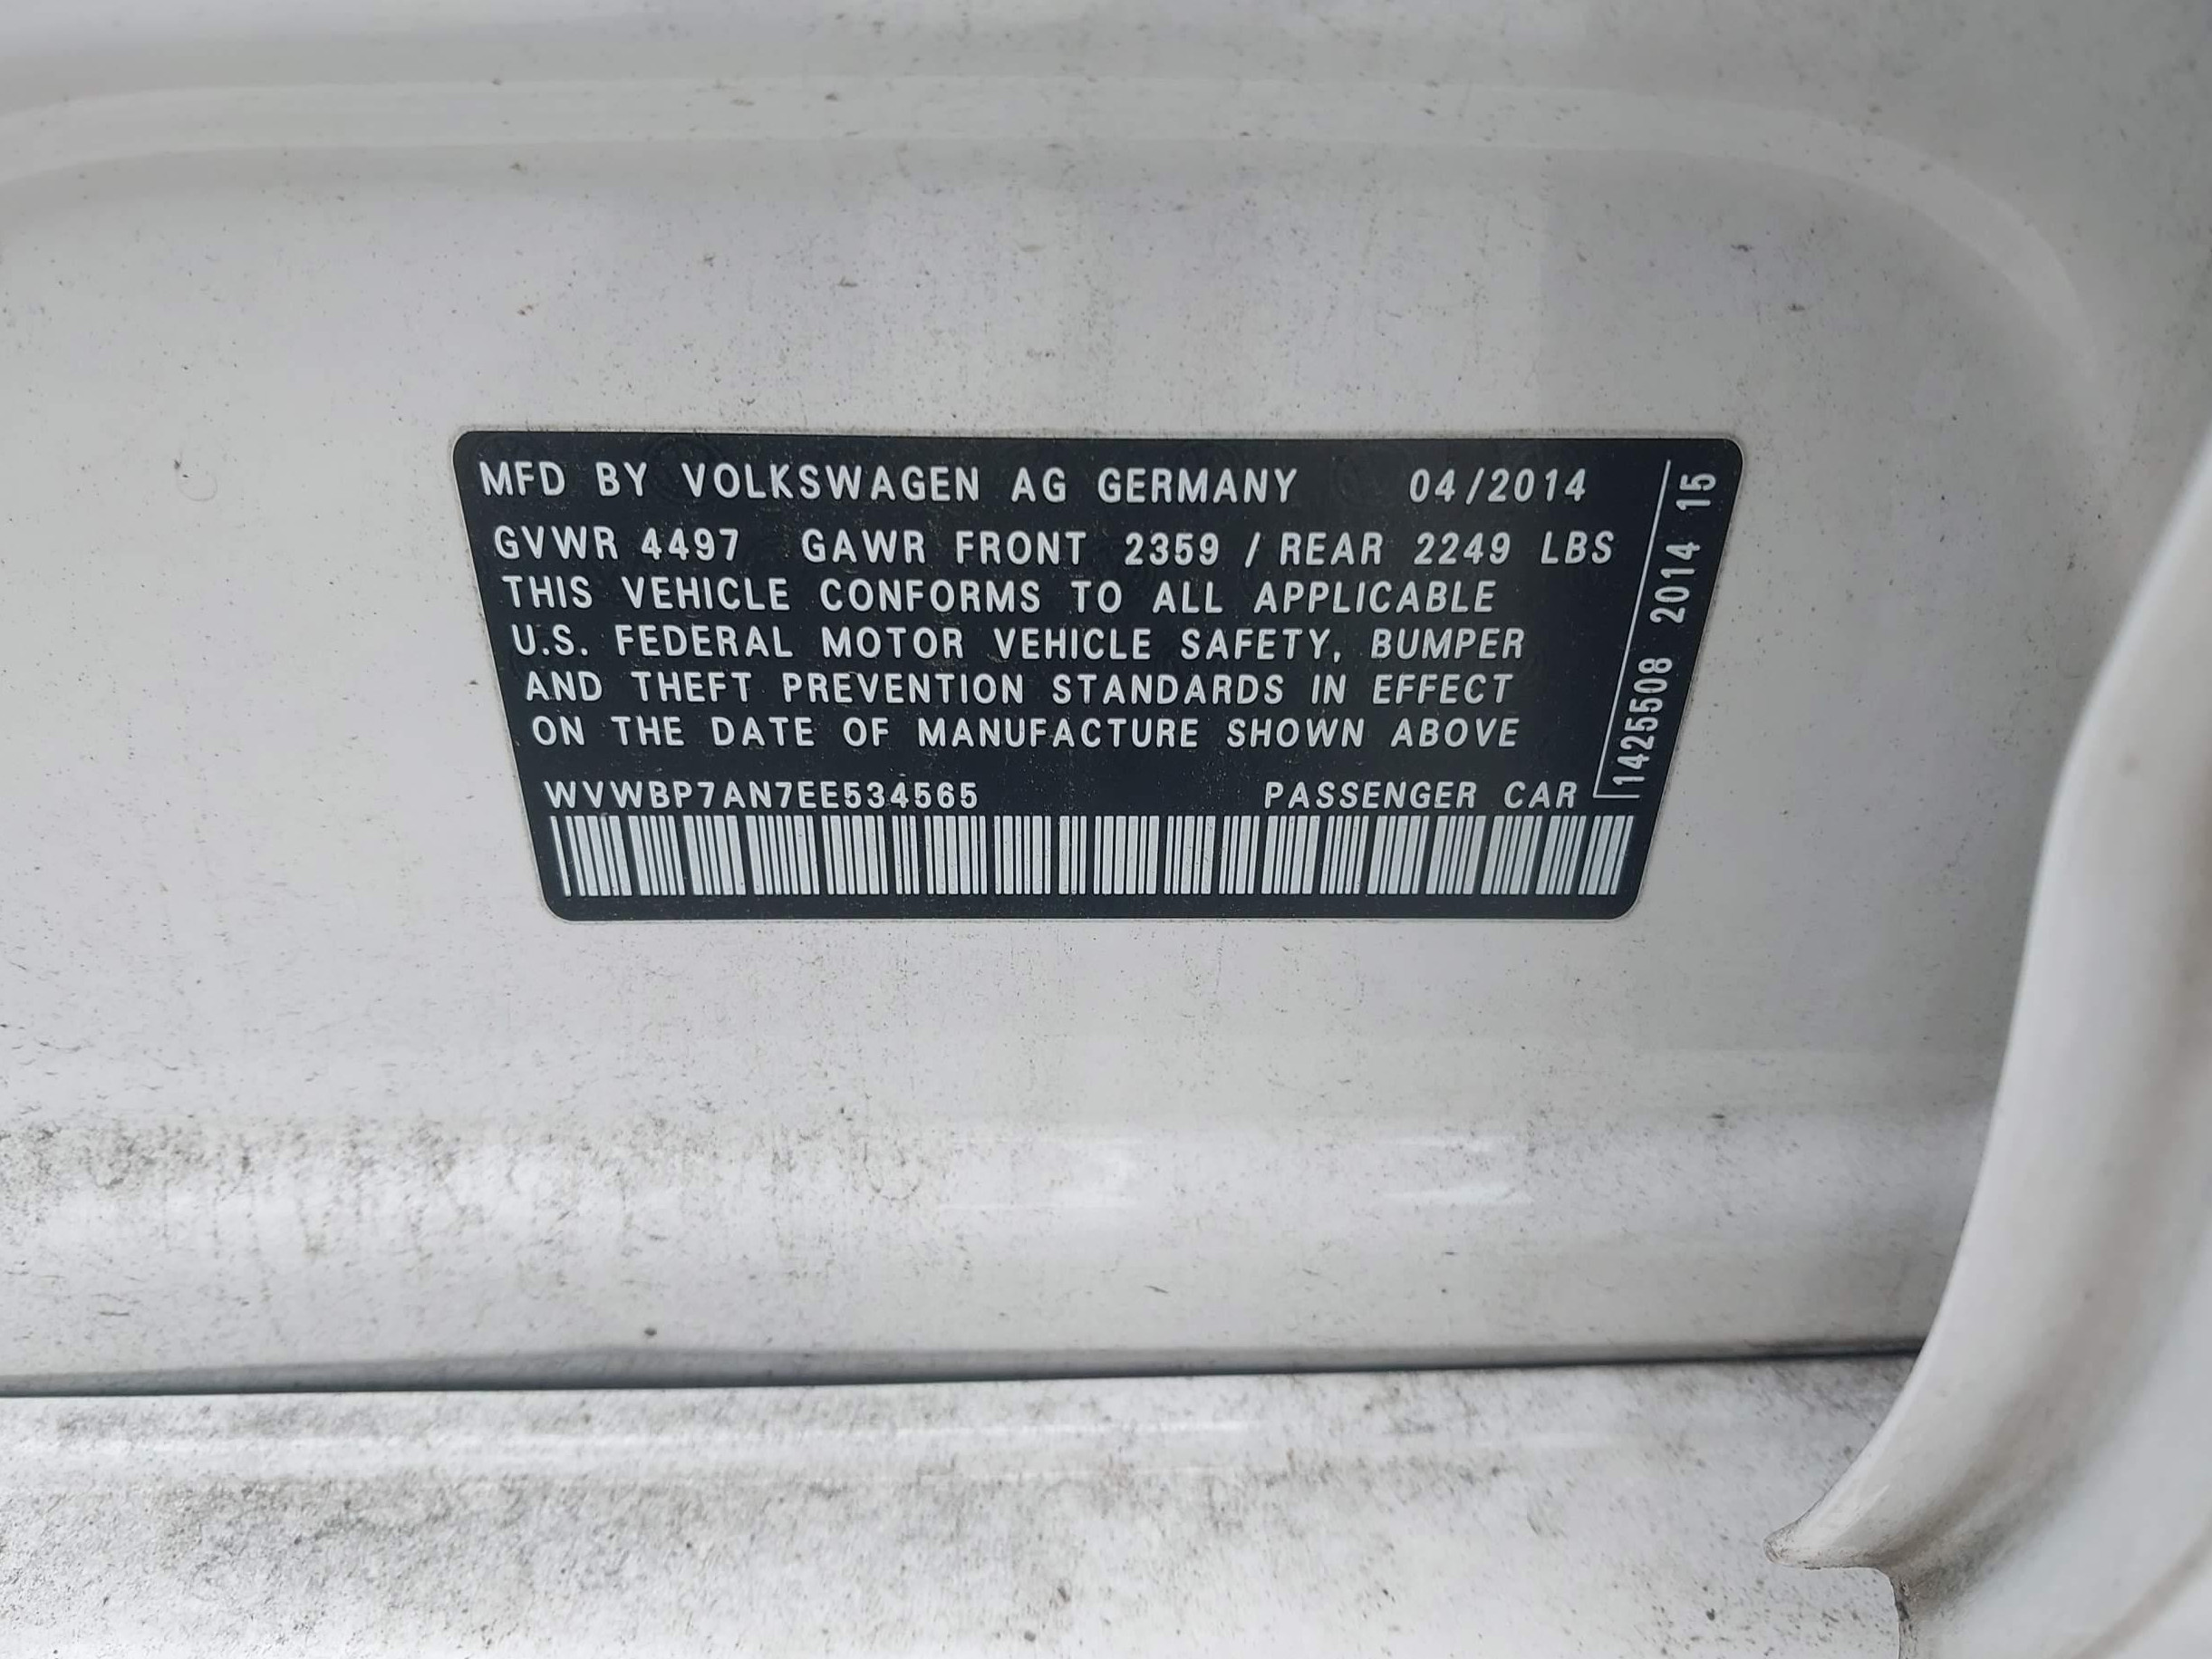 MFD BY VOLKSWAGEN AG GERMANY 04/2014
GVWR 4497 GAWR FRONT 2359 / REAR 2249 LBS
THIS VEHICLE CONFORMS TO ALL APPLICABLE
U.S. FEDERAL MOTOR VEHICLE SAFETY, BUMPER
AND THEFT PREVENTION STANDARDS IN EFFECT
ON THE DATE OF MANUFACTURE SHOWN ABOVE
WVWBP7AN7EE534565 PASSENGER CAR
1425508 2014 15